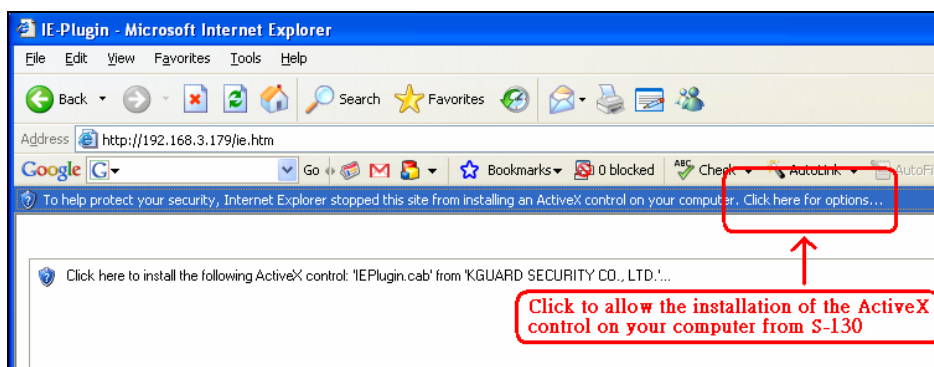 IE-Plugin - Microsoft Internet Explorer
File Edit View Favorites Tools Help
Back Search Favorites
Address http://192.168.3.179/ie.htm
Google G Go Bookmarks 0 blocked ABC Check AutoLink AutoFi
To help protect your security, Internet Explorer stopped this site from installing an ActiveX control on your computer. Click here for options...
Click here to install the following ActiveX control: 'IEPlugin.cab' from 'KGUARD SECURITY CO., LTD.'...
Click to allow the installation of the ActiveX
control on your computer from S-130